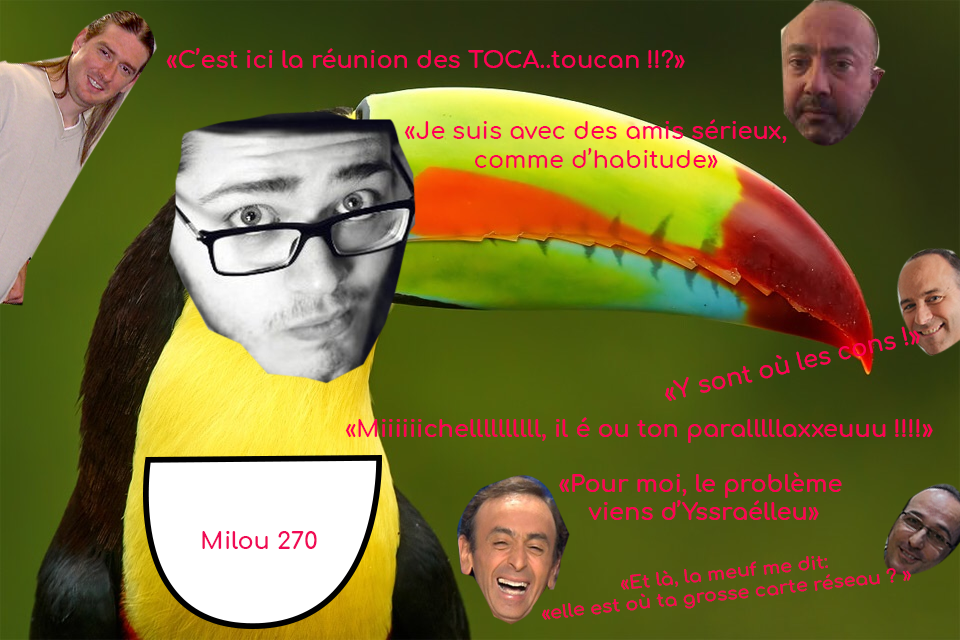 «C'est ici la réunion des TOCA..toucan !!?»
«Je suis avec des amis sérieux,
comme d'habitude»
«Y sont où les cons !»
«Miiiiiichellllllllll, il é ou ton paralllllaxxeuuu !!!!»
«Pour moi, le problème
viens d'Yssraélleu»
Milou 270
«Et là, la meuf me dit:
«elle est où ta grosse carte réseau ? »